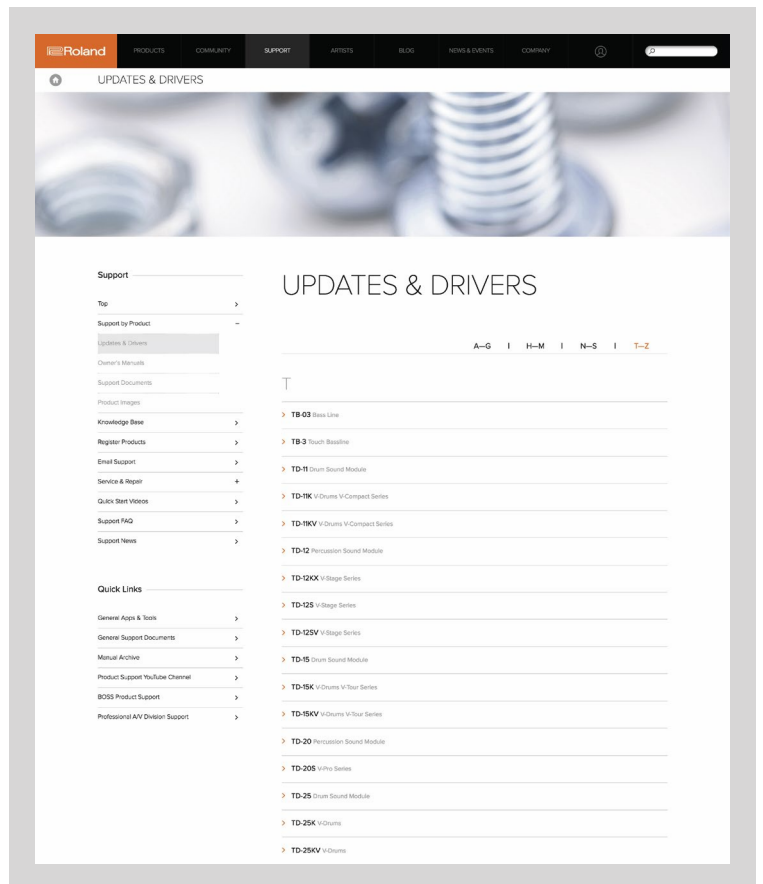 Roland
PRODUCTS COMMUNITY SUPPORT ARTISTS BLOG NEWS & EVENTS COMPANY
UPDATES & DRIVERS
Support
Top
Support by Product
Updates & Drivers
Owner's Manuals
Support Documents
Product Images
Knowledge Base
Register Products
Email Support
Service & Repair
Quick Start Videos
Support FAQ
Support News
Quick Links
General Apps & Tools
General Support Documents
Manual Archive
Product Support YouTube Channel
BOSS Product Support
Professional A/V Division Support
UPDATES & DRIVERS
A—G | H—M | N—S | T—Z
T
TB-03 Bass Line
TB-3 Touch Bassline
TD-11 Drum Sound Module
TD-11K V-Drums V-Compact Series
TD-11KV V-Drums V-Compact Series
TD-12 Percussion Sound Module
TD-12KX V-Stage Series
TD-12S V-Stage Series
TD-12SV V-Stage Series
TD-15 Drum Sound Module
TD-15K V-Drums V-Tour Series
TD-15KV V-Drums V-Tour Series
TD-20 Percussion Sound Module
TD-20S V-Pro Series
TD-25 Drum Sound Module
TD-25K V-Drums
TD-25KV V-Drums